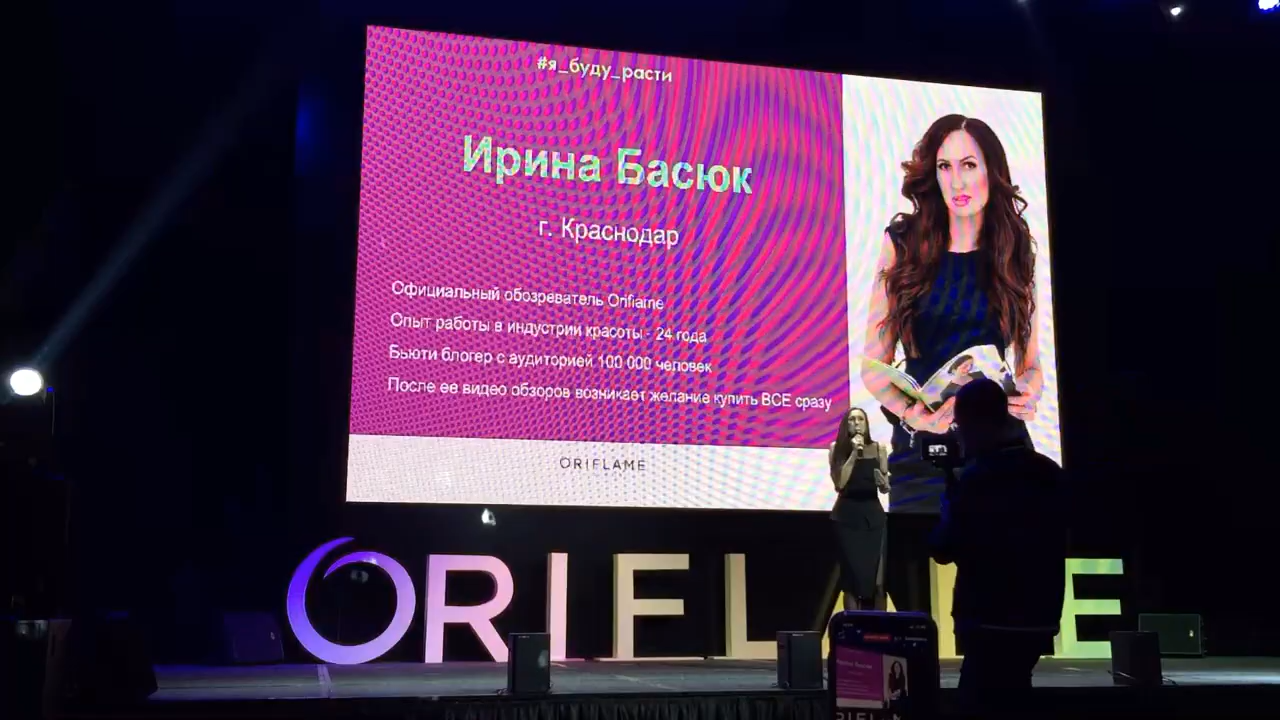 #я_буду_расти
Ирина Басюк
г. Краснодар
Официальный обозреватель Oriflame
Опыт работы в индустрии красоты - 24 года
Бьюти блогер с аудиторией 100 000 человек
После ее видео обзоров возникает желание купить ВСЕ сразу
ORIFLAME
ORIFLAME